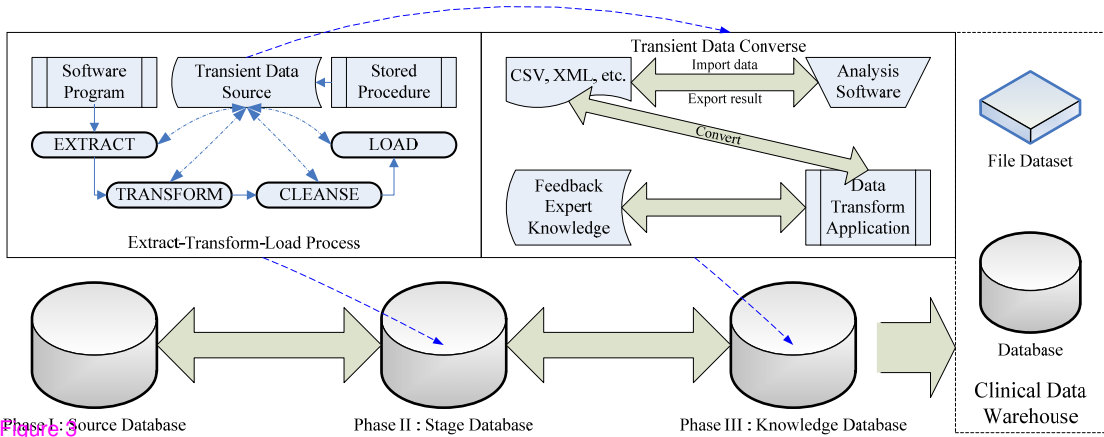 Software
Program
Transient Data
Source
Stored
Procedure
EXTRACT
LOAD
TRANSFORM
CLEANSE
Extract-Transform-Load Process
Transient Data Converse
CSV, XML, etc.
Import data
Export result
Analysis
Software
Convert
Feedback
Expert
Knowledge
Data
Transform
Application
File Dataset
Database
Clinical Data
Warehouse
Phase I : Source Database
Phase II : Stage Database
Phase III : Knowledge Database
Figure 3